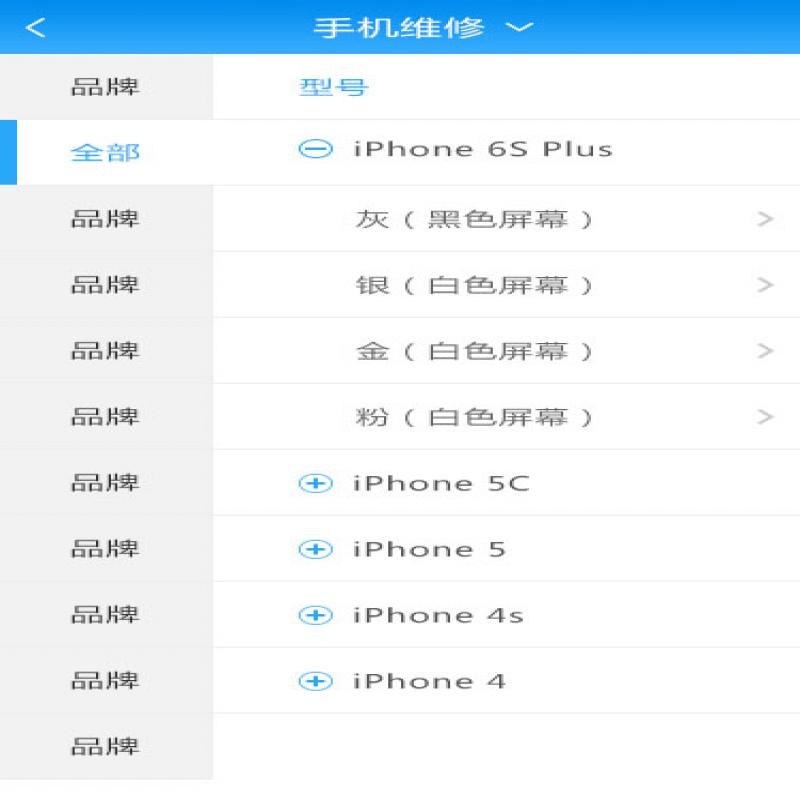 手机维修
品牌 型号
全部 iPhone 6S Plus
品牌 灰（黑色屏幕）
品牌 银（白色屏幕）
品牌 金（白色屏幕）
品牌 粉（白色屏幕）
品牌 iPhone 5C
品牌 iPhone 5
品牌 iPhone 4s
品牌 iPhone 4
品牌